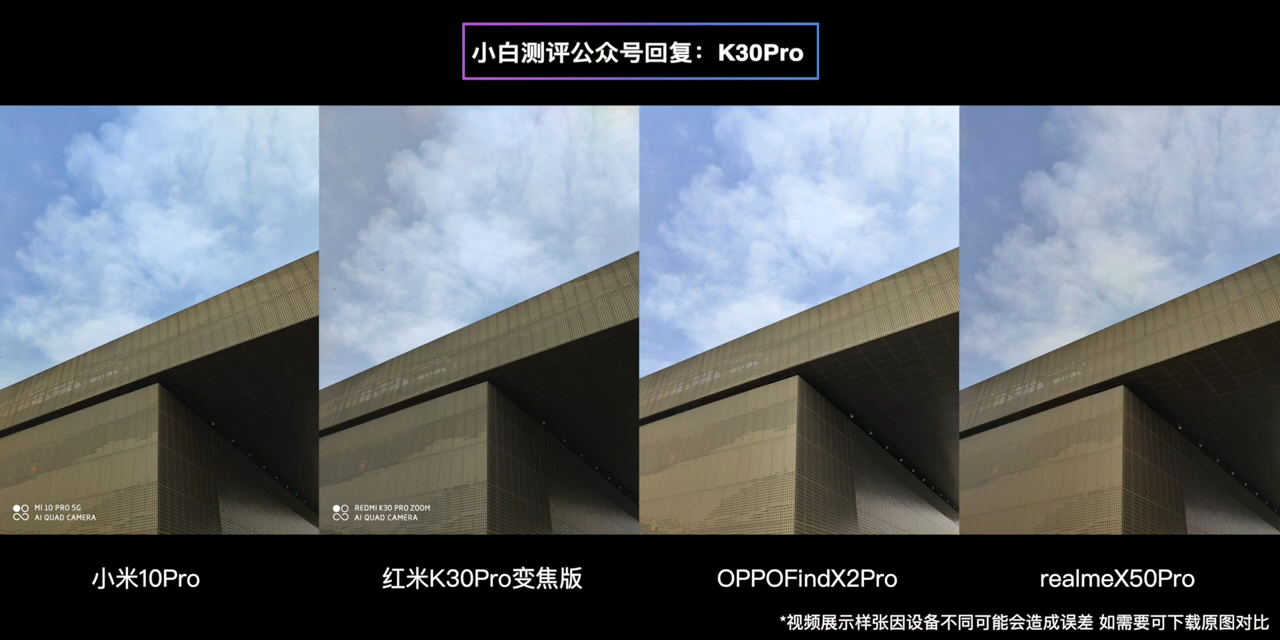 小白测评公众号回复：K30Pro
MI 10 PRO 5G
AI QUAD CAMERA
REDMI K30 PRO ZOOM
AI QUAD CAMERA
小米10Pro
红米K30Pro变焦版
OPPOFindX2Pro
realmeX50Pro
*视频展示样张因设备不同可能会造成误差 如需要可下载原图对比